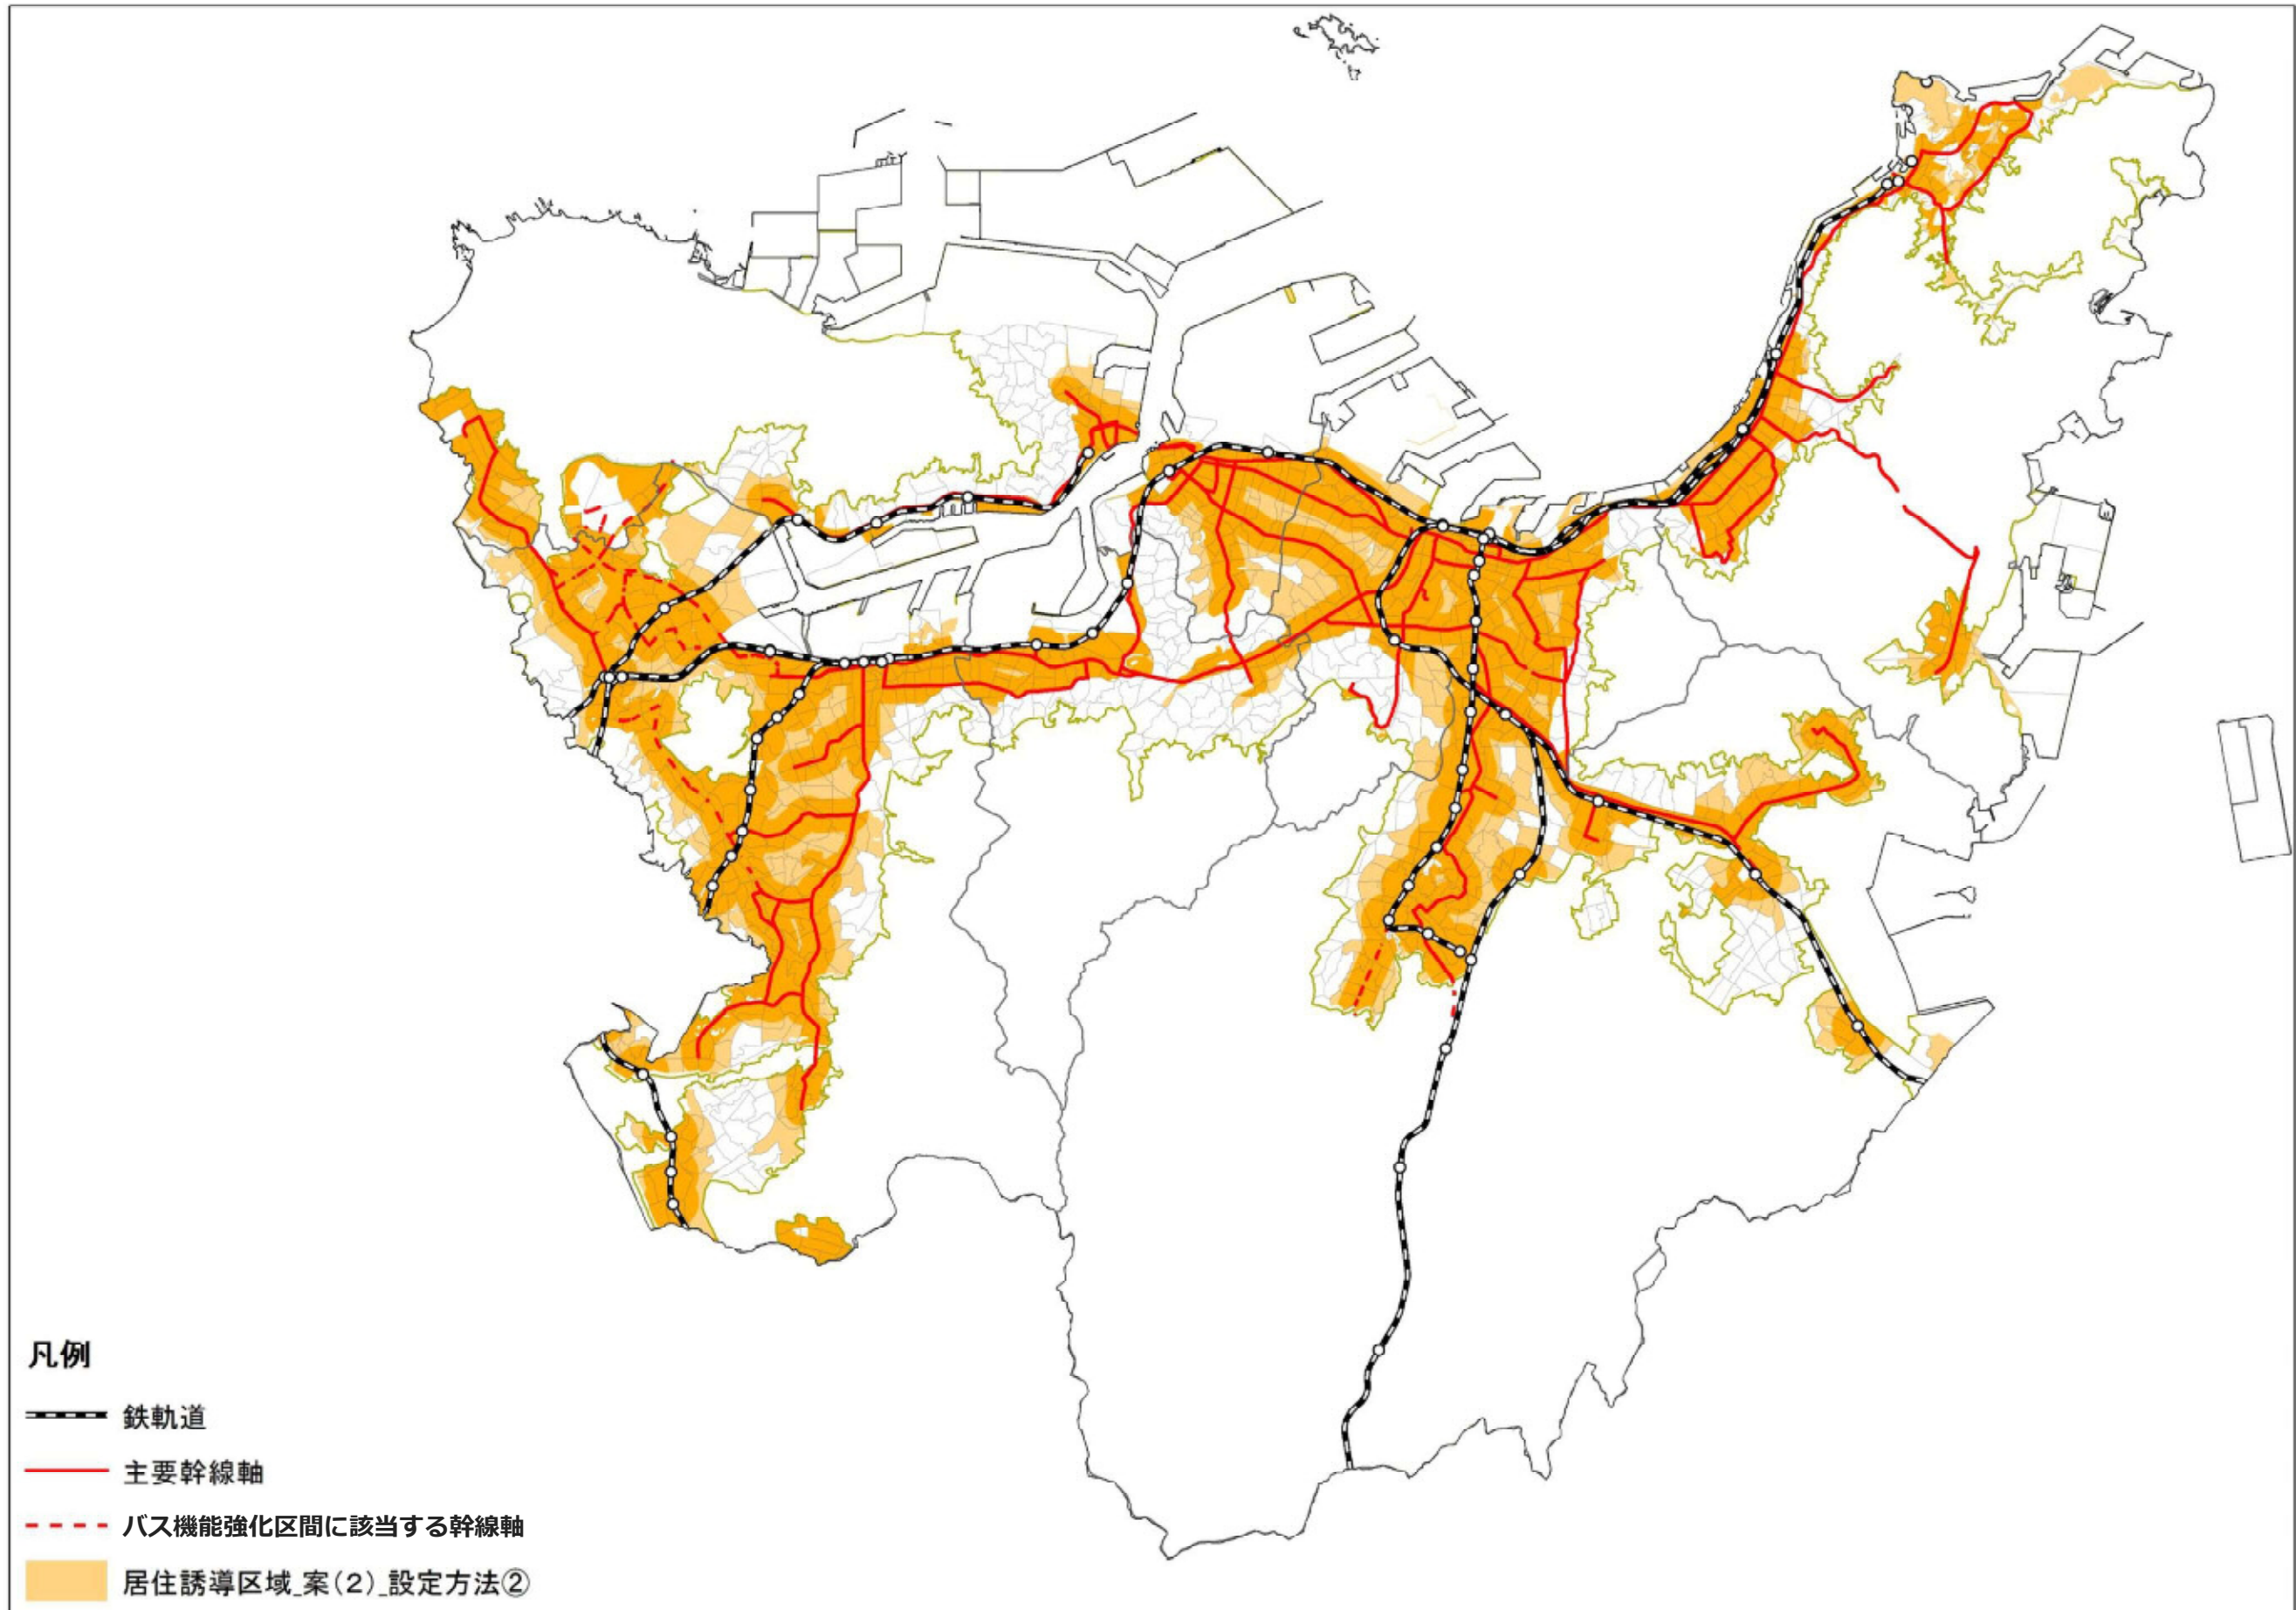 凡例
鉄軌道
主要幹線軸
バス機能強化区間に該当する幹線軸
居住誘導区域_案(2)_設定方法②